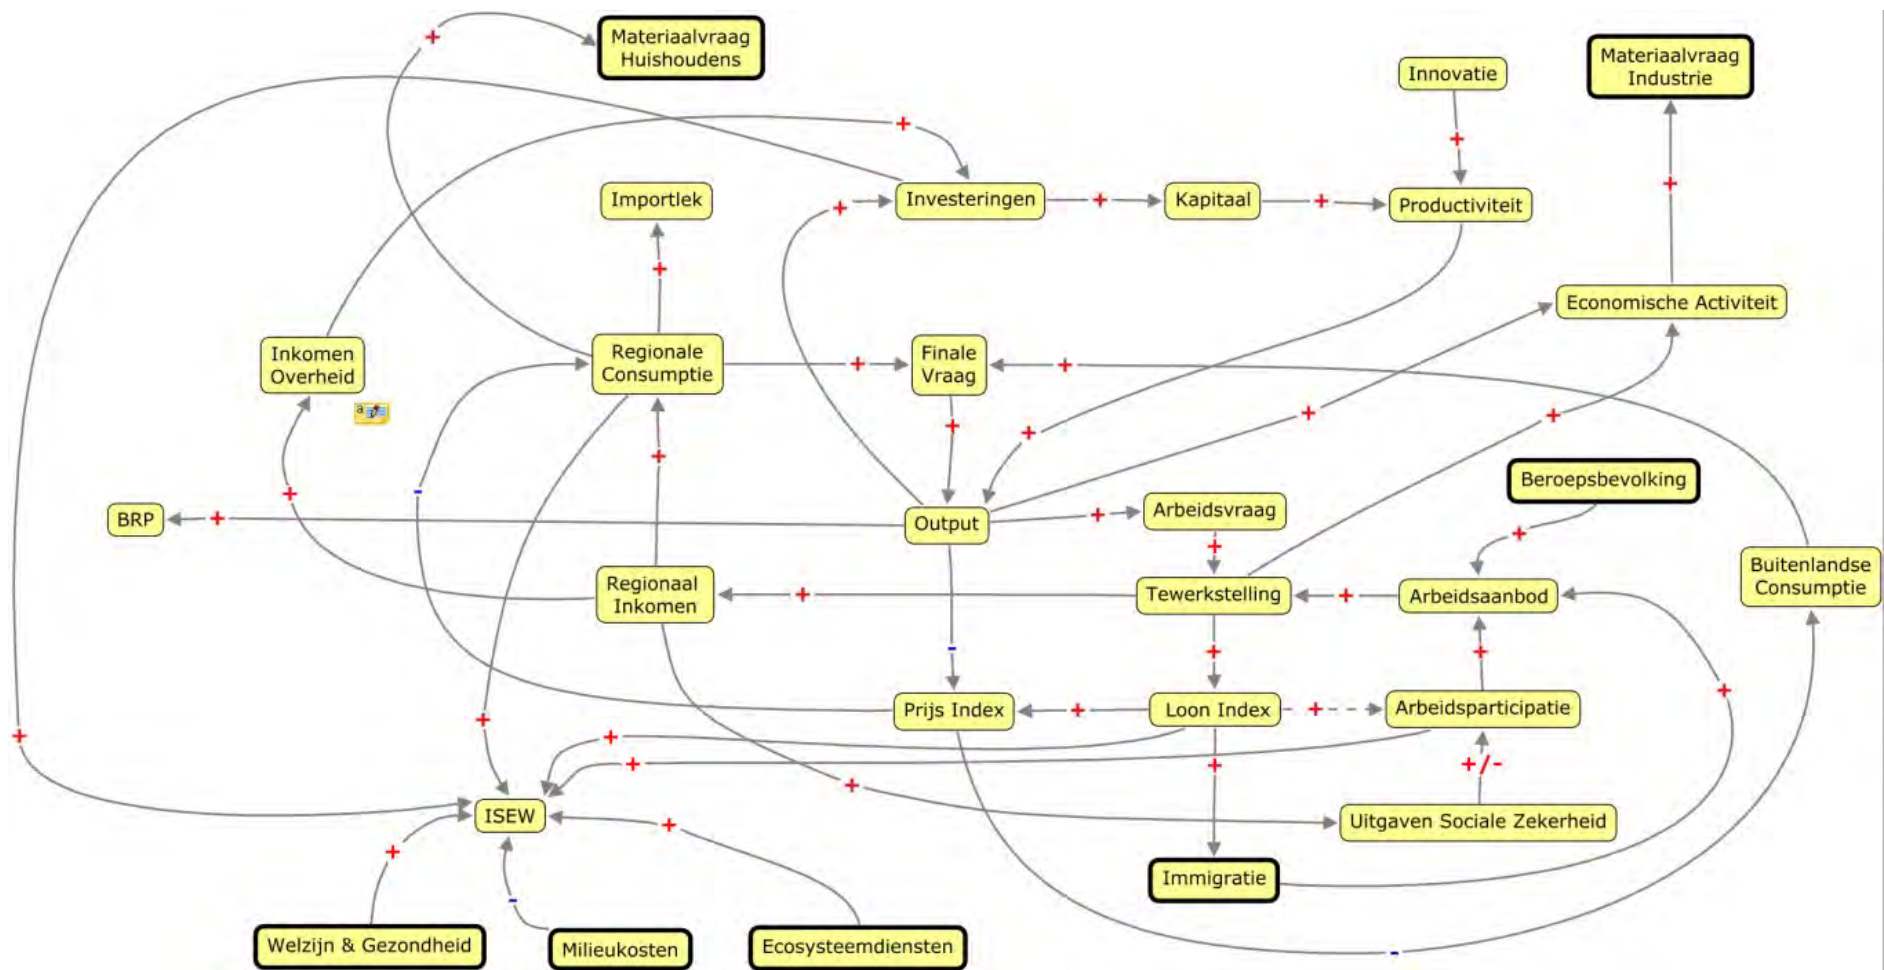 Materiaalvraag
Huishoudens
+
Materiaalvraag
Industrie
Innovatie
+
+
+
Importlek
+
Investeringen
+
Kapitaal
+
Productiviteit
+
+
Economische Activiteit
Inkomen
Overheid
a
Regionale
Consumptie
+
Finale
Vraag
+
+
+
+
+
+
-
+
Beroepsbevolking
BRP
+
Output
+
Arbeidsvraag
+
+
Regionaal
Inkomen
+
Tewerkstelling
+
Arbeidsaanbod
Buitenlandse
Consumptie
-
+
+
+
Prijs Index
+
Loon Index
+
Arbeidsparticipatie
+
+
+
+
+
+/-
+
ISEW
+
Uitgaven Sociale Zekerheid
+
Immigratie
-
Welzijn & Gezondheid
Milieukosten
Ecosysteemdiensten
-